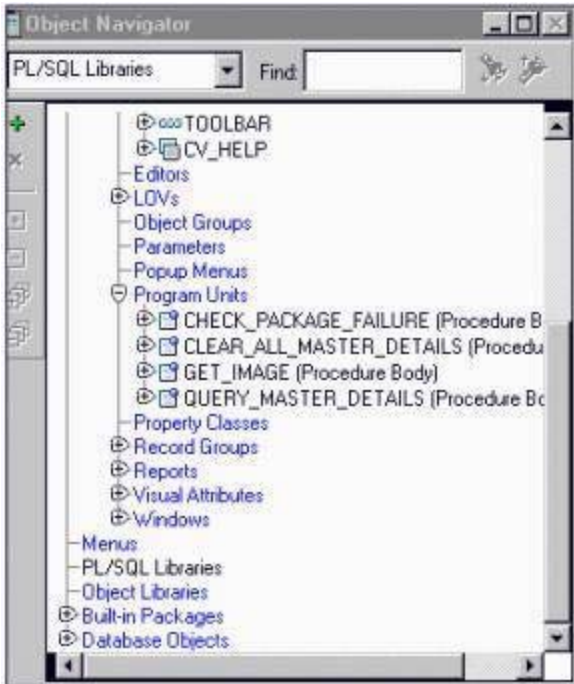 Object Navigator
PL/SQL Libraries Find:
TOOLBAR
CV_HELP
Editors
LOVs
Object Groups
Parameters
Popup Menus
Program Units
CHECK_PACKAGE_FAILURE (Procedure B
CLEAR_ALL_MASTER_DETAILS (Procedu
GET_IMAGE (Procedure Body)
QUERY_MASTER_DETAILS (Procedure Bo
Property Classes
Record Groups
Reports
Visual Attributes
Windows
Menus
PL/SQL Libraries
Object Libraries
Built-in Packages
Database Objects